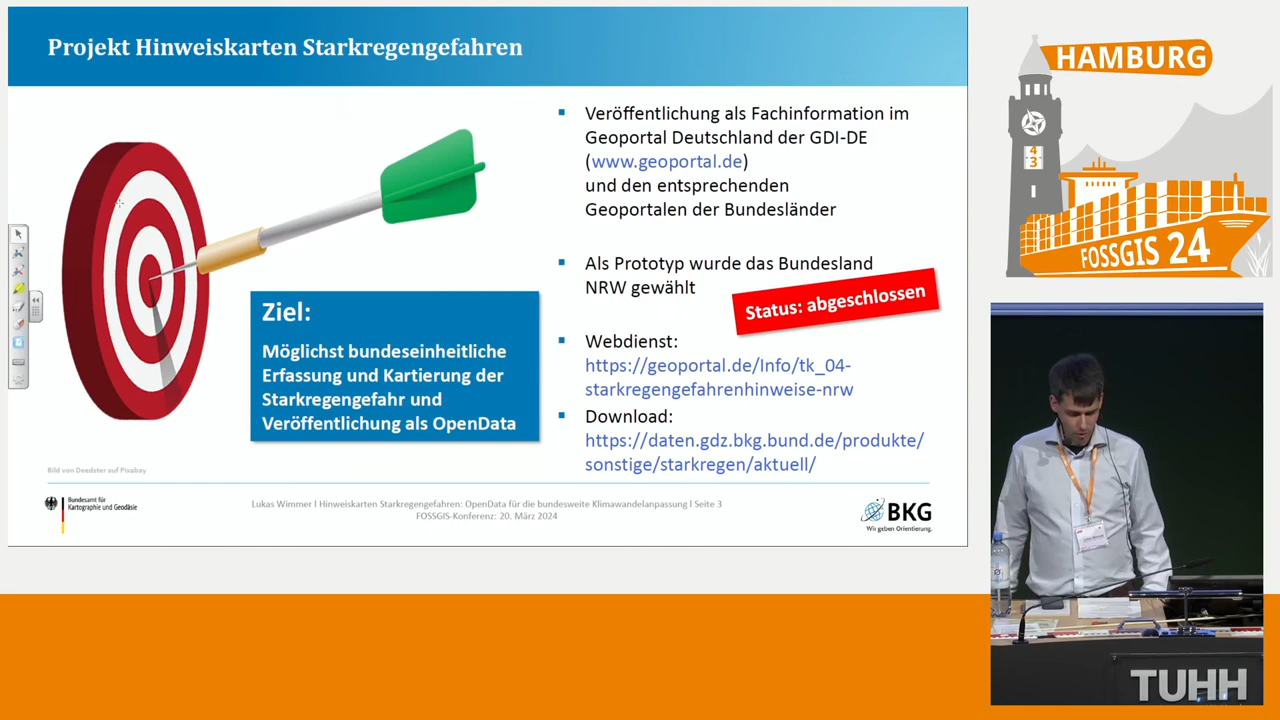 Projekt Hinweiskarten Starkregengefahren
Veröffentlichung als Fachinformation im
Geoportal Deutschland der GDI-DE
(www.geoportal.de)
und den entsprechenden
Geoportalen der Bundesländer
Als Prototyp wurde das Bundesland
NRW gewählt
Status: abgeschlossen
Webdienst:
https://geoportal.de/Info/tk_04-
starkregengefahrenhinweise-nrw
Download:
https://daten.gdz.bkg.bund.de/produkte/
sonstige/starkregen/aktuell/
Ziel:
Möglichst bundeseinheitliche
Erfassung und Kartierung der
Starkregengefahr und
Veröffentlichung als OpenData
Bild von Deedster auf Pixabay
Bundesamt für
Kartographie und Geodäsie
Lukas Wimmer l Hinweiskarten Starkregengefahren: OpenData für die bundesweite Klimawandelanpassung l Seite 3
FOSSGIS-Konferenz: 20. März 2024
BKG
Wir geben Orientierung.
HAMBURG
43
FOSSGIS 24
TUHH